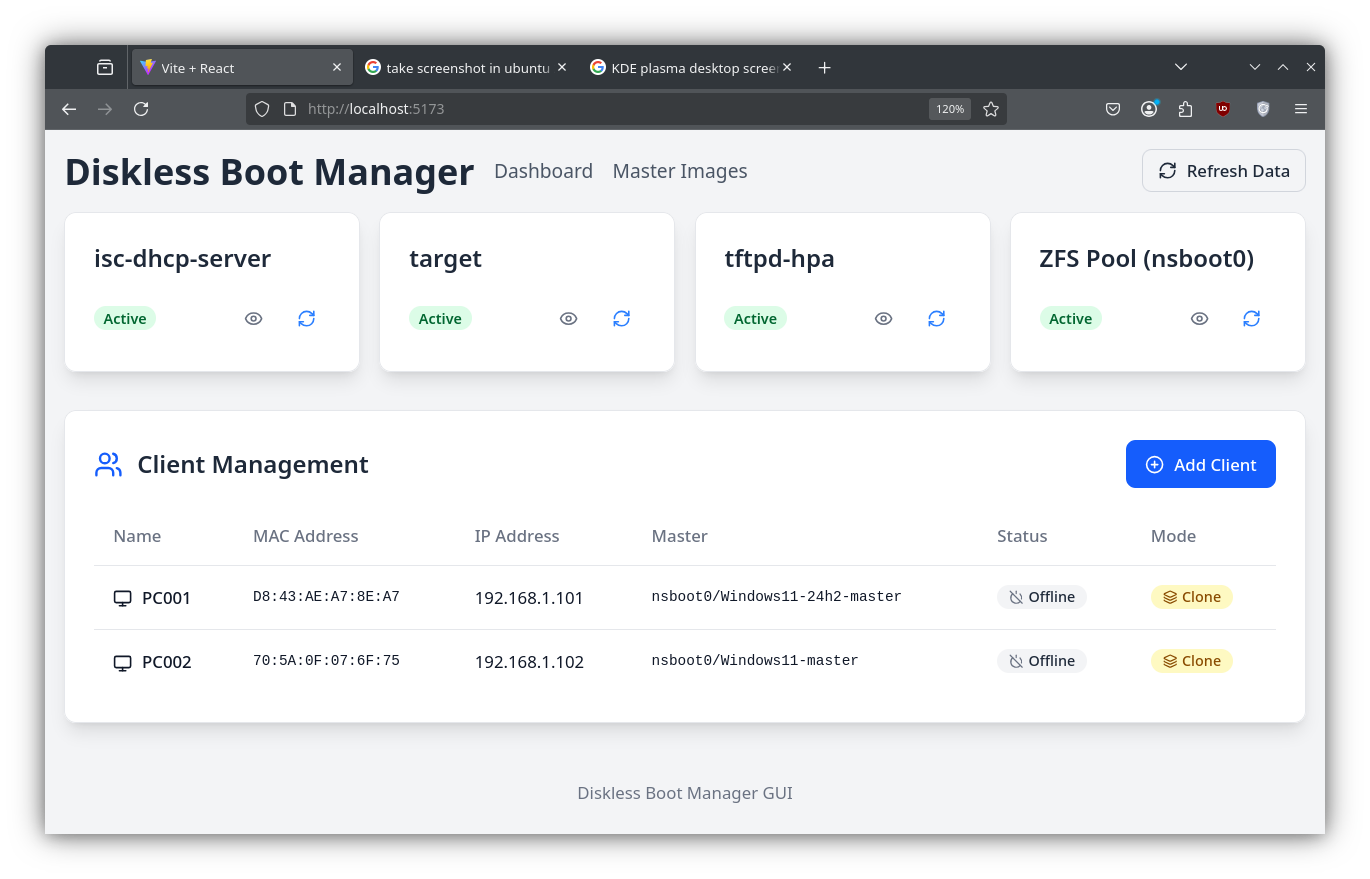 Vite + React
take screenshot in ubuntu
KDE plasma desktop scree
http://localhost:5173
120%
Diskless Boot Manager
Dashboard
Master Images
Refresh Data
isc-dhcp-server
Active
target
Active
tftpd-hpa
Active
ZFS Pool (nsboot0)
Active
Client Management
Add Client
Name MAC Address IP Address Master Status Mode
PC001 D8:43:AE:A7:8E:A7 192.168.1.101 nsboot0/Windows11-24h2-master Offline Clone
PC002 70:5A:0F:07:6F:75 192.168.1.102 nsboot0/Windows11-master Offline Clone
Diskless Boot Manager GUI